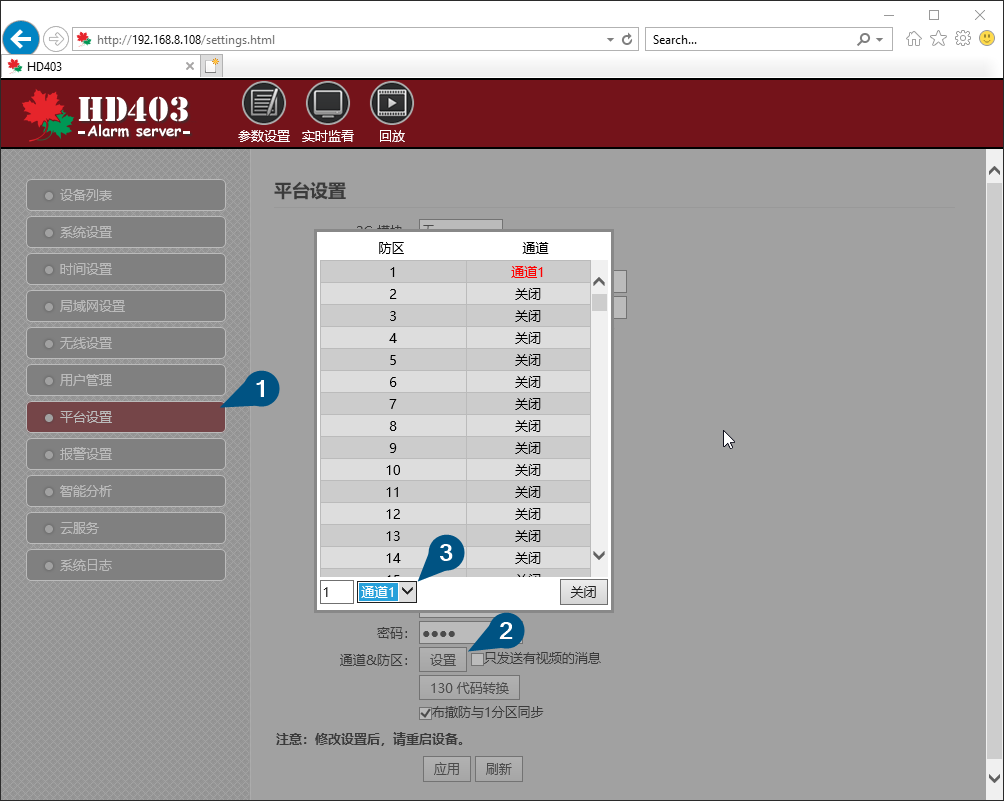 http://192.168.8.108/settings.html
Search...
HD403
HD403
-Alarm server-
参数设置 实时监看 回放
设备列表
系统设置
时间设置
局域网设置
无线设置
用户管理
平台设置
报警设置
智能分析
云服务
系统日志
1
平台设置
防区 通道
1 通道1
2 关闭
3 关闭
4 关闭
5 关闭
6 关闭
7 关闭
8 关闭
9 关闭
10 关闭
11 关闭
12 关闭
13 关闭
14 关闭
3
1 通道1 关闭
密码: ●●●●
2
通道&防区: 设置 只发送有视频的消息
130 代码转换
布撤防与1分区同步
注意：修改设置后，请重启设备。
应用 刷新